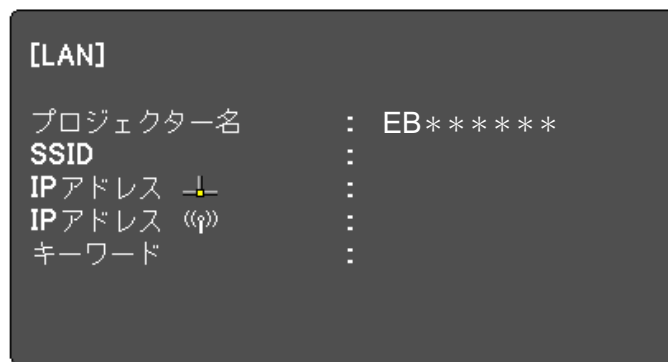 [LAN]
プロジェクター名 : EB******
SSID :
IPアドレス :
IPアドレス :
キーワード :